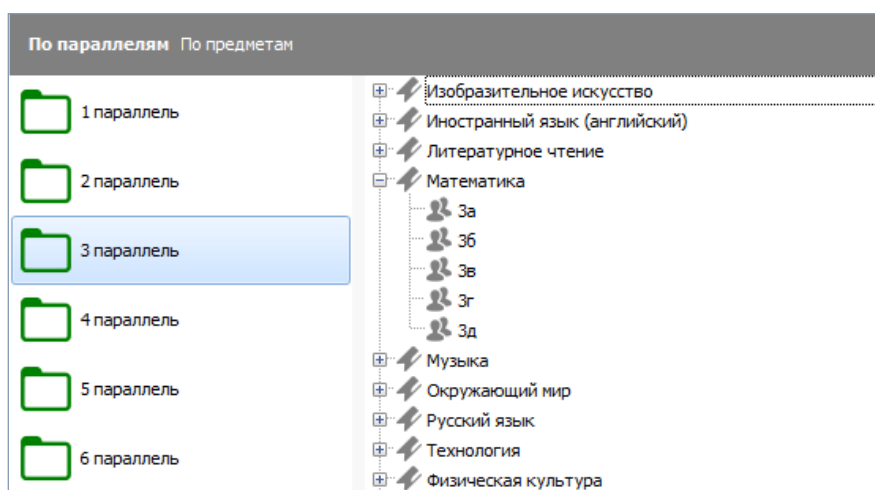 По параллелям По предметам
1 параллель
2 параллель
3 параллель
4 параллель
5 параллель
6 параллель
Изобразительное искусство
Иностранный язык (английский)
Литературное чтение
Математика
3а
3б
3в
3г
3д
Музыка
Окружающий мир
Русский язык
Технология
Физическая культура